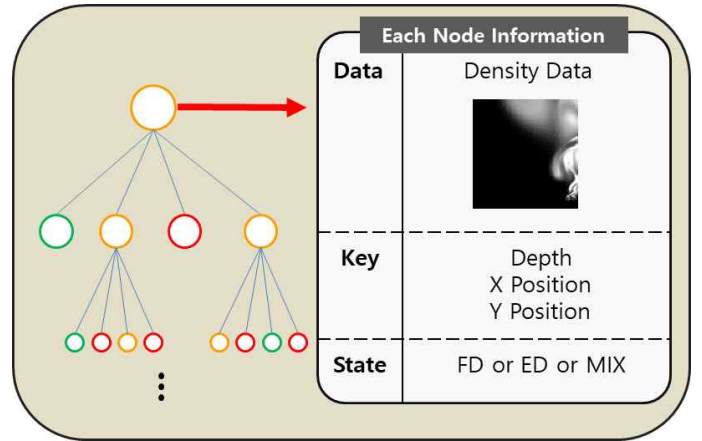 Each Node Information
Data
Density Data
Key
Depth
X Position
Y Position
State
FD or ED or MIX